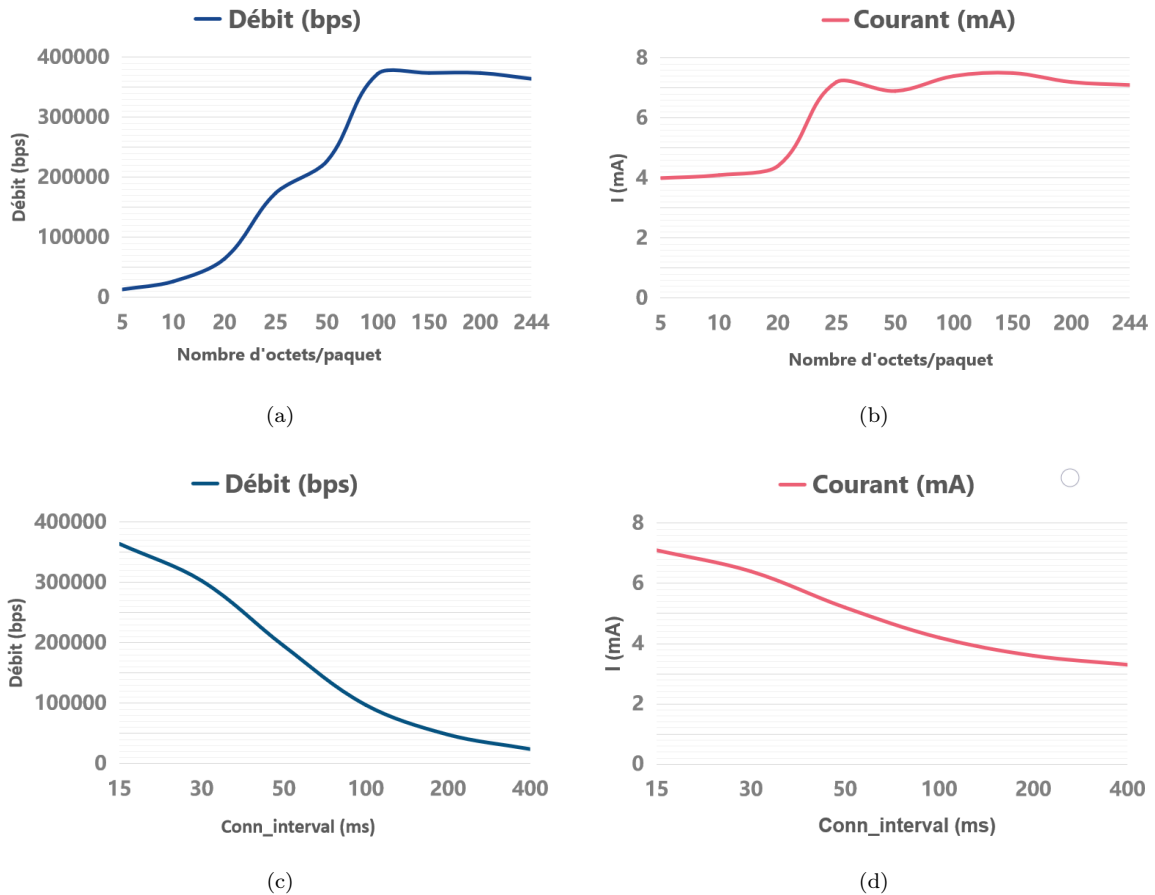 Débit (bps)
400000
300000
200000
100000
0
Débit (bps)
5 10 20 25 50 100 150 200 244
Nombre d'octets/paquet
(a)
Courant (mA)
8
6
4
2
0
I (mA)
5 10 20 25 50 100 150 200 244
Nombre d'octets/paquet
(b)
Débit (bps)
400000
300000
200000
100000
0
Débit (bps)
15 30 50 100 200 400
Conn_interval (ms)
(c)
Courant (mA)
8
6
4
2
0
I (mA)
15 30 50 100 200 400
Conn_interval (ms)
(d)